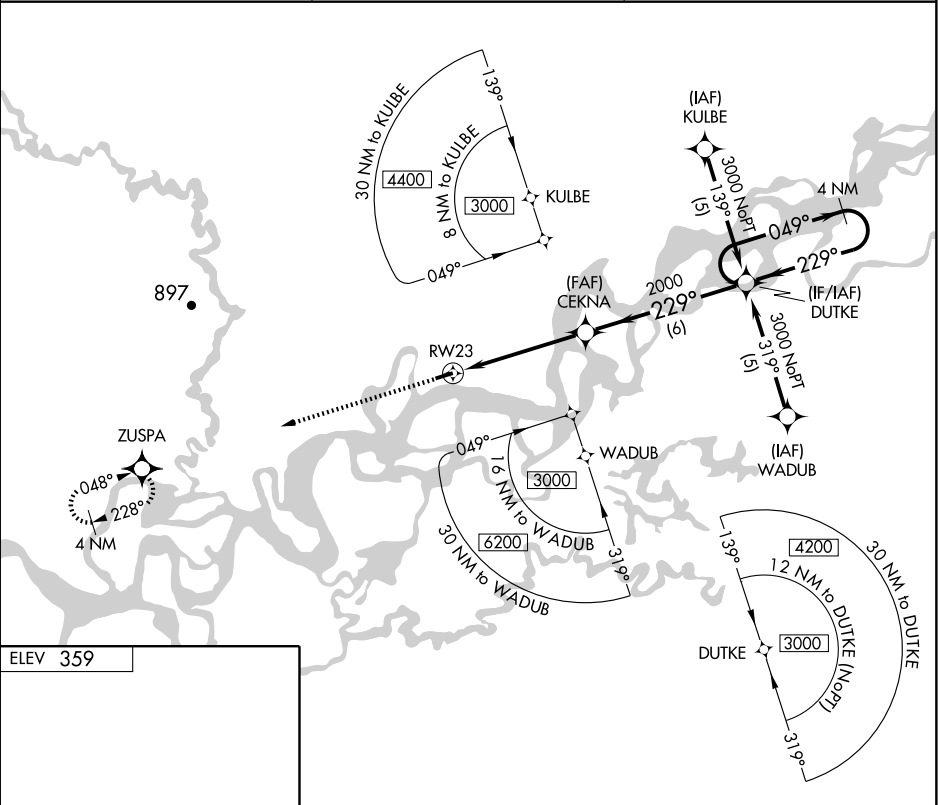 30 NM to KULBE
139°
8 NM to KULBE
4400
3000
KULBE
049°
(IAF)
KULBE
3000 NoPT
139°
(5)
4 NM
049°
229°
(IF/IAF)
DUTKE
897
(FAF)
CEKNA
2000
229°
(6)
RW23
3000 NoPT
319°
(5)
(IAF)
WADUB
ZUSPA
048°
228°
4 NM
049°
WADUB
3000
16 NM to WADUB
6200
30 NM to WADUB
319°
139°
4200
30 NM to DUTKE
12 NM to DUTKE (NoPT)
DUTKE
3000
319°
ELEV 359